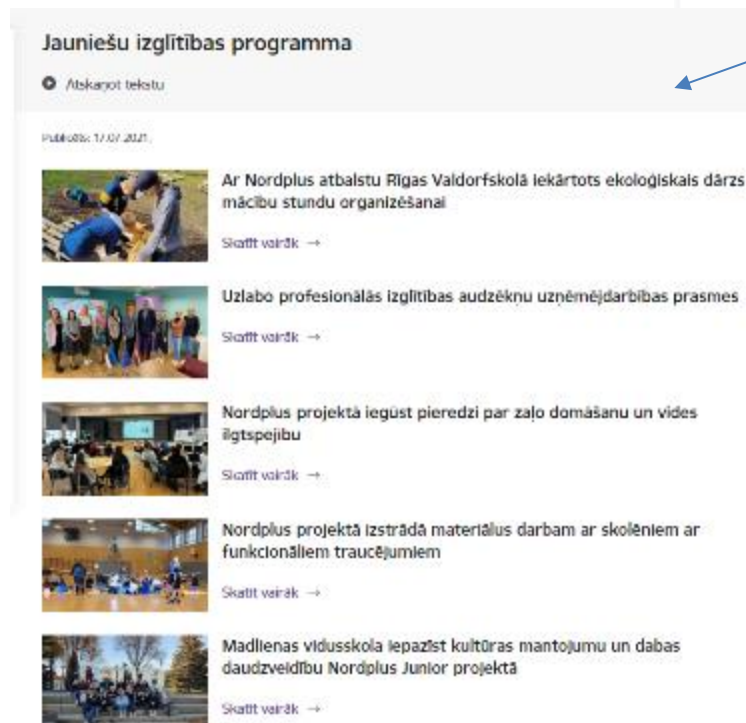 Jauniešu izglītības programma
Atskaņot tekstu
Publicēts: 17.07.2021.
Ar Nordplus atbalstu Rīgas Valdorfskolā iekārtots ekoloģiskais dārzs
mācību stundu organizēšanai
Skatīt vairāk →
Uzlabo profesionālās izglītības audzēkņu uzņēmējdarbības prasmes
Skatīt vairāk →
Nordplus projektā iegūst pieredzi par zaļo domāšanu un vides
ilgtspējību
Skatīt vairāk →
Nordplus projektā izstrādā materiālus darbam ar skolēniem ar
funkcionāliem traucējumiem
Skatīt vairāk →
Madlienas vidusskola iepazīst kultūras mantojumu un dabas
daudzveidību Nordplus Junior projektā
Skatīt vairāk →